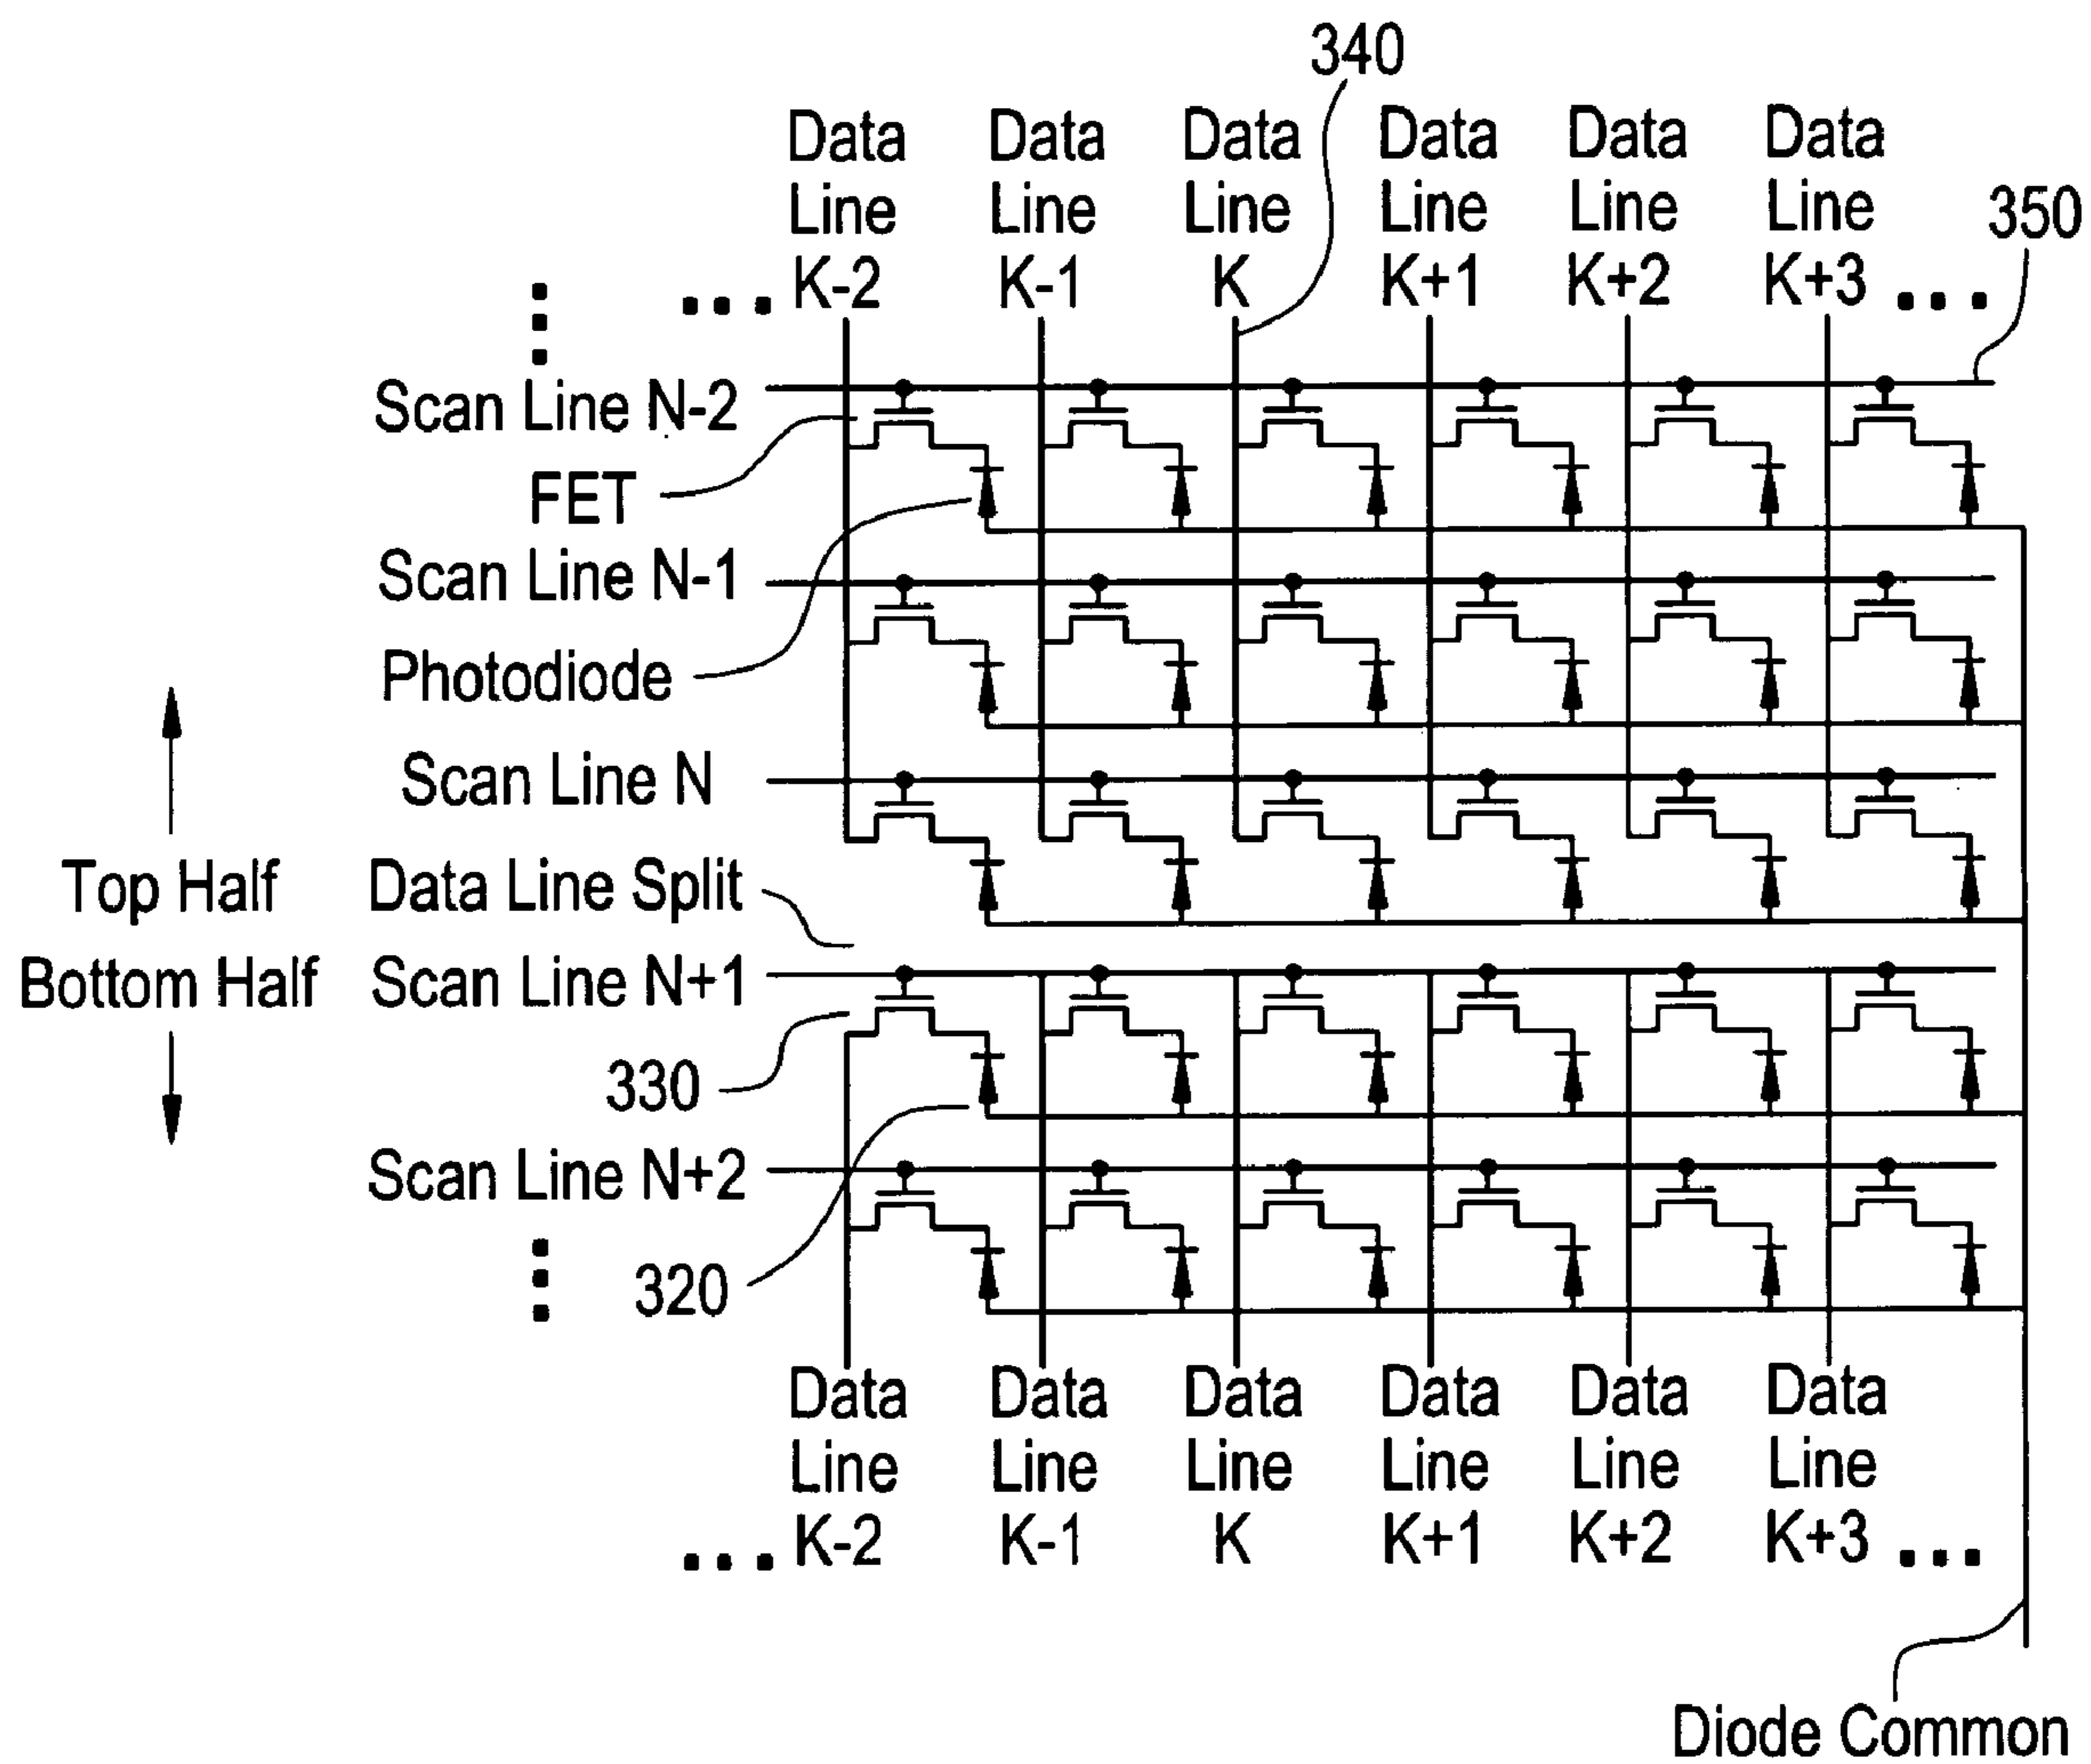 340
Data Data Data Data Data Data
Line Line Line Line Line Line
350
... K-2 K-1 K K+1 K+2 K+3 ...
Scan Line N-2
FET
Scan Line N-1
Photodiode
Scan Line N
Top Half
Data Line Split
Bottom Half
Scan Line N+1
330
Scan Line N+2
320
Data Data Data Data Data Data
Line Line Line Line Line Line
... K-2 K-1 K K+1 K+2 K+3 ...
Diode Common